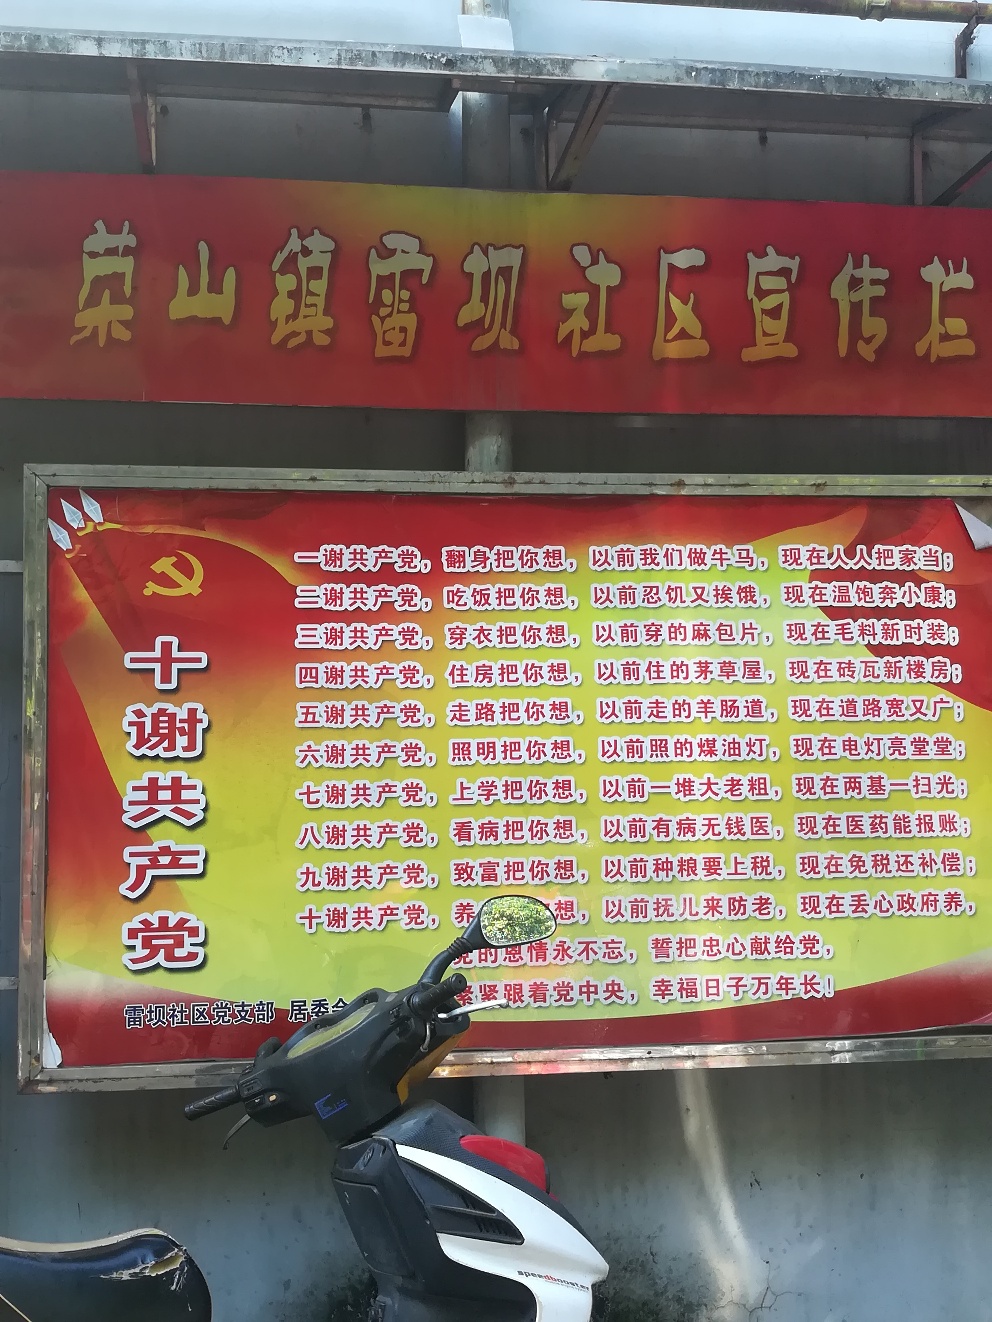 荣山镇雷坝社区宣传栏
十谢共产党
一谢共产党，翻身把你想，以前我们做牛马，现在人人把家当；
二谢共产党，吃饭把你想，以前忍饥又挨饿，现在温饱奔小康；
三谢共产党，穿衣把你想，以前穿的麻包片，现在毛料新时装；
四谢共产党，住房把你想，以前住的茅草屋，现在砖瓦新楼房；
五谢共产党，走路把你想，以前走的羊肠道，现在道路宽又广；
六谢共产党，照明把你想，以前照的煤油灯，现在电灯亮堂堂；
七谢共产党，上学把你想，以前一堆大老粗，现在两基一扫光；
八谢共产党，看病把你想，以前有病无钱医，现在医药能报账；
九谢共产党，致富把你想，以前种粮要上税，现在免税还补偿；
十谢共产党，养想，以前抚儿来防老，现在丢心政府养，
党的恩情永不忘，誓把忠心献给党，
紧紧跟着党中央，幸福日子万年长！
雷坝社区党支部 居委会
speedbooster